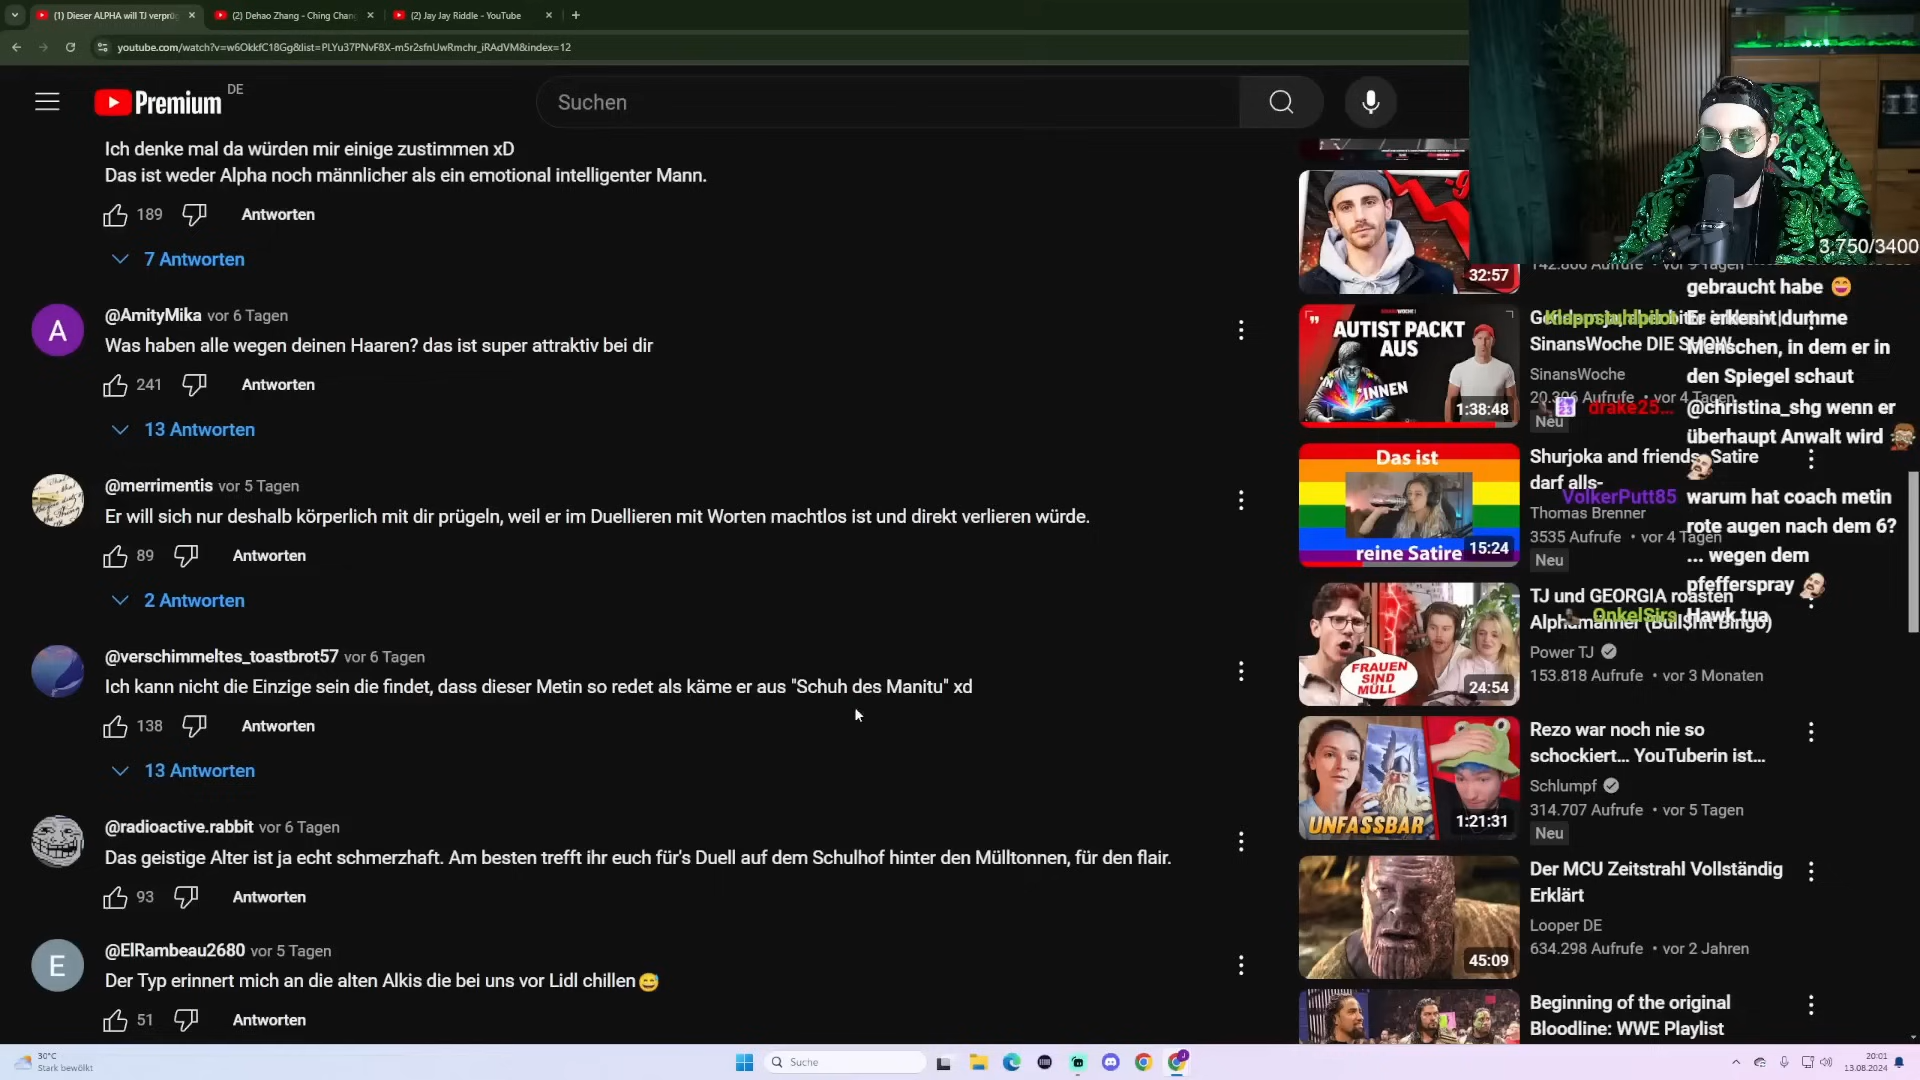 (1) Dieser ALPHA will TJ verprüg
(2) Dehao Zhang - Ching Chan
(2) Jay Jay Riddle - YouTube
youtube.com/watch?v=w6OkkfC18Gg&list=PLYu37PNvF8X-m5r2sfnUwRmchr_iRAdVM&index=12
Premium DE
Suchen
Ich denke mal da würden mir einige zustimmen xD
Das ist weder Alpha noch männlicher als ein emotional intelligenter Mann.
189 Antworten
7 Antworten
@AmityMika vor 6 Tagen
Was haben alle wegen deinen Haaren? das ist super attraktiv bei dir
241 Antworten
13 Antworten
@merrimentis vor 5 Tagen
Er will sich nur deshalb körperlich mit dir prügeln, weil er im Duellieren mit Worten machtlos ist und direkt verlieren würde.
89 Antworten
2 Antworten
@verschimmeltes_toastbrot57 vor 6 Tagen
Ich kann nicht die Einzige sein die findet, dass dieser Metin so redet als käme er aus "Schuh des Manitu" xd
138 Antworten
13 Antworten
@radioactive.rabbit vor 6 Tagen
Das geistige Alter ist ja echt schmerzhaft. Am besten trefft ihr euch für's Duell auf dem Schulhof hinter den Mülltonnen, für den flair.
93 Antworten
E
@ElRambeau2680 vor 5 Tagen
Der Typ erinnert mich an die alten Alkis die bei uns vor Lidl chillen😅
51 Antworten
A
32:57
142.866 Aufrufe • vor 9 Tagen
AUTIST PACKT
AUS
INNEN
1:38:48
SinansWoche DIE SHOW
SinansWoche
20.396 Aufrufe • vor 4 Tagen
Neu
Das ist
reine Satire
15:24
Shurjoka and friends- Satire
darf alls-
Thomas Brenner
3535 Aufrufe • vor 4 Tagen
Neu
FRAUEN
SIND
MÜLL
24:54
TJ und GEORGIA roasten
Alphamänner (Bull$hit Bingo)
Power TJ
153.818 Aufrufe • vor 3 Monaten
UNFASSBAR
1:21:31
Rezo war noch nie so
schockiert... YouTuberin ist...
Schlumpf
314.707 Aufrufe • vor 5 Tagen
Neu
45:09
Der MCU Zeitstrahl Vollständig
Erklärt
Looper DE
634.298 Aufrufe • vor 2 Jahren
Beginning of the original
Bloodline: WWE Playlist
3,750/3400
gebraucht habe 😄
Klappstuhlpilot Er erkennt dumme
Menschen, in dem er in
den Spiegel schaut
drake25... @christina_shg wenn er
überhaupt Anwalt wird
VolkerPutt85 warum hat coach metin
rote augen nach dem 6?
... wegen dem
pfefferspray
OnkelSirs Hawk tua
30°C
Stark bewölkt
Suche
20:01
13.08.2024